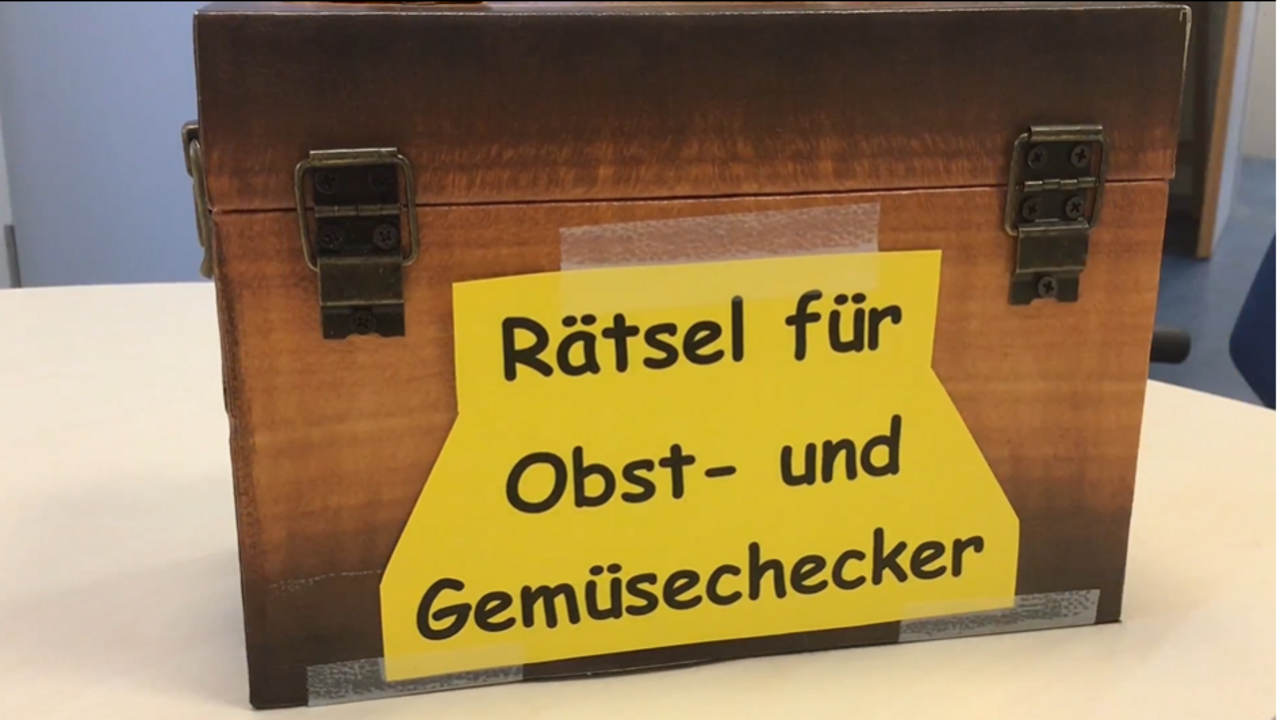 Rätsel für
Obst- und
Gemüsechecker